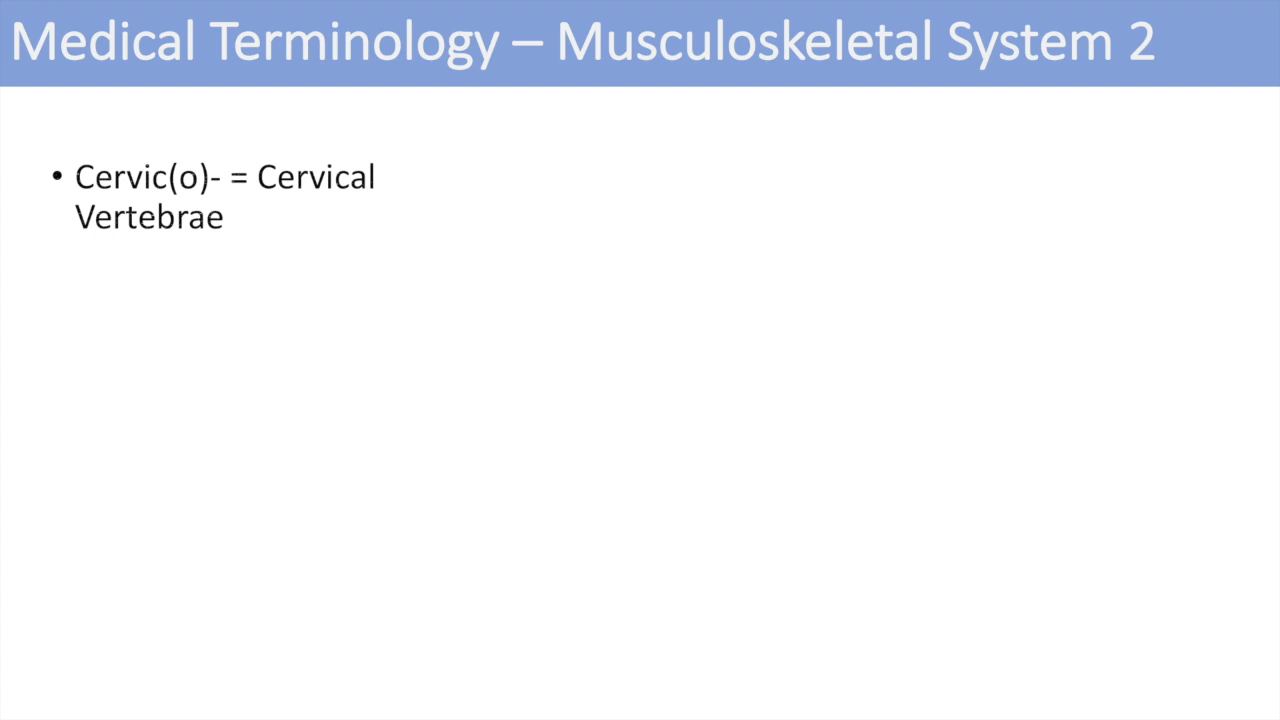 Medical Terminology – Musculoskeletal System 2
• Cervic(o)- = Cervical
Vertebrae